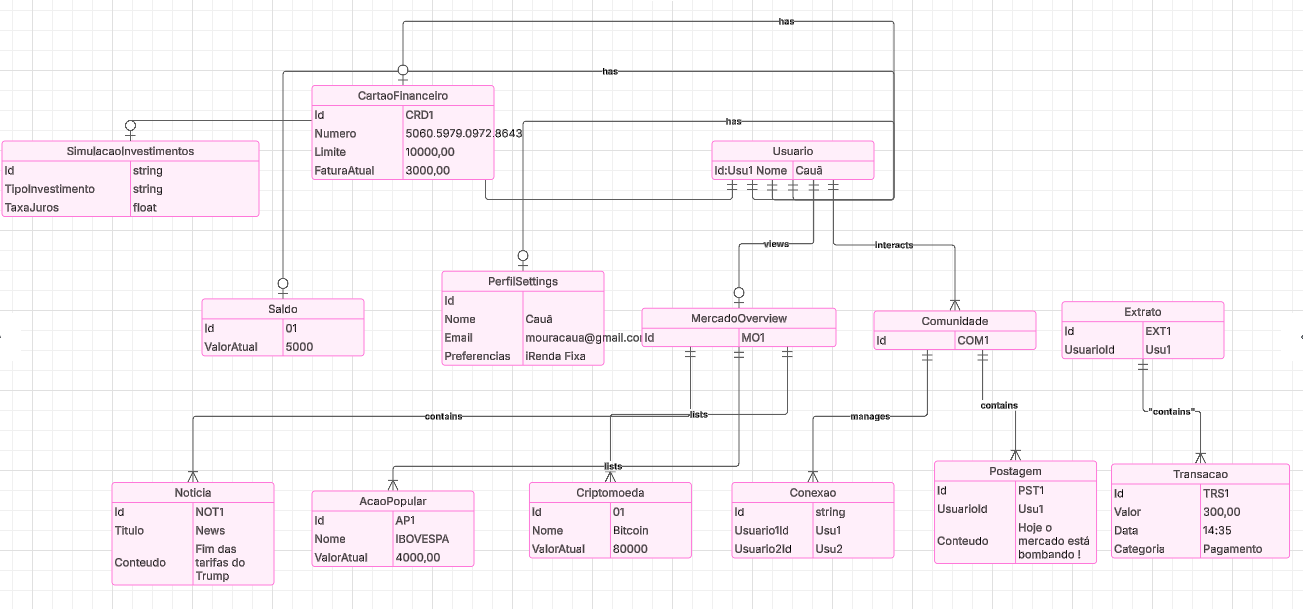 has
has
has
CartaoFinanceiro
Id CRD1
Numero 5060.5979.0972.8643
Limite 10000,00
FaturaAtual 3000,00
SimulacaoInvestimentos
Id string
TipoInvestimento string
TaxaJuros float
Usuario
Id:Usu1 Nome Cauã
views
interacts
Saldo
Id 01
ValorAtual 5000
PerfilSettings
Id
Nome Cauã
Email mouracaua@gmail.co
Preferencias iRenda Fixa
MercadoOverview
Id MO1
Comunidade
Id COM1
Extrato
Id EXT1
UsuarioId Usu1
contains
lists
lists
manages
contains
"contains"
Noticia
Id NOT1
Titulo News
Conteudo Fim das
tarifas do
Trump
AcaoPopular
Id AP1
Nome IBOVESPA
ValorAtual 4000,00
Criptomoeda
Id 01
Nome Bitcoin
ValorAtual 80000
Conexao
Id string
Usuario1Id Usu1
Usuario2Id Usu2
Postagem
Id PST1
UsuarioId Usu1
Conteudo Hoje o
mercado está
bombando !
Transacao
Id TRS1
Valor 300,00
Data 14:35
Categoria Pagamento